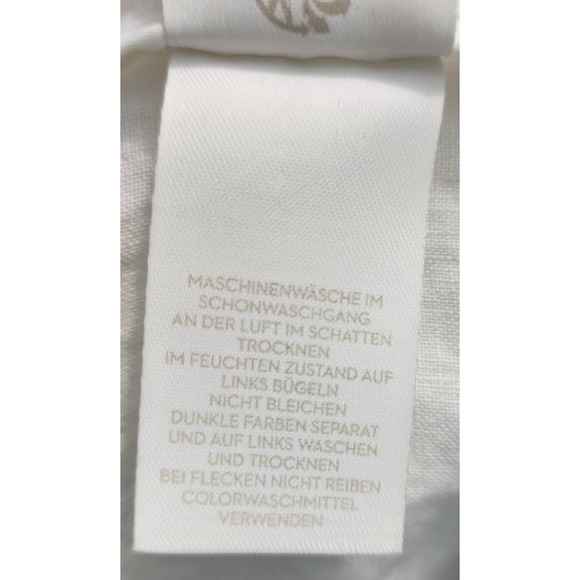 MASCHINENWÄSCHE IM
SCHONWASCHGANG
AN DER LUFT IM SCHATTEN
TROCKNEN
IM FEUCHTEN ZUSTAND AUF
LINKS BÜGELN
NICHT BLEICHEN
DUNKLE FARBEN SEPARAT
UND AUF LINKS WASCHEN
UND TROCKNEN
BEI FLECKEN NICHT REIBEN
COLORWASCHMITTEL
VERWENDEN